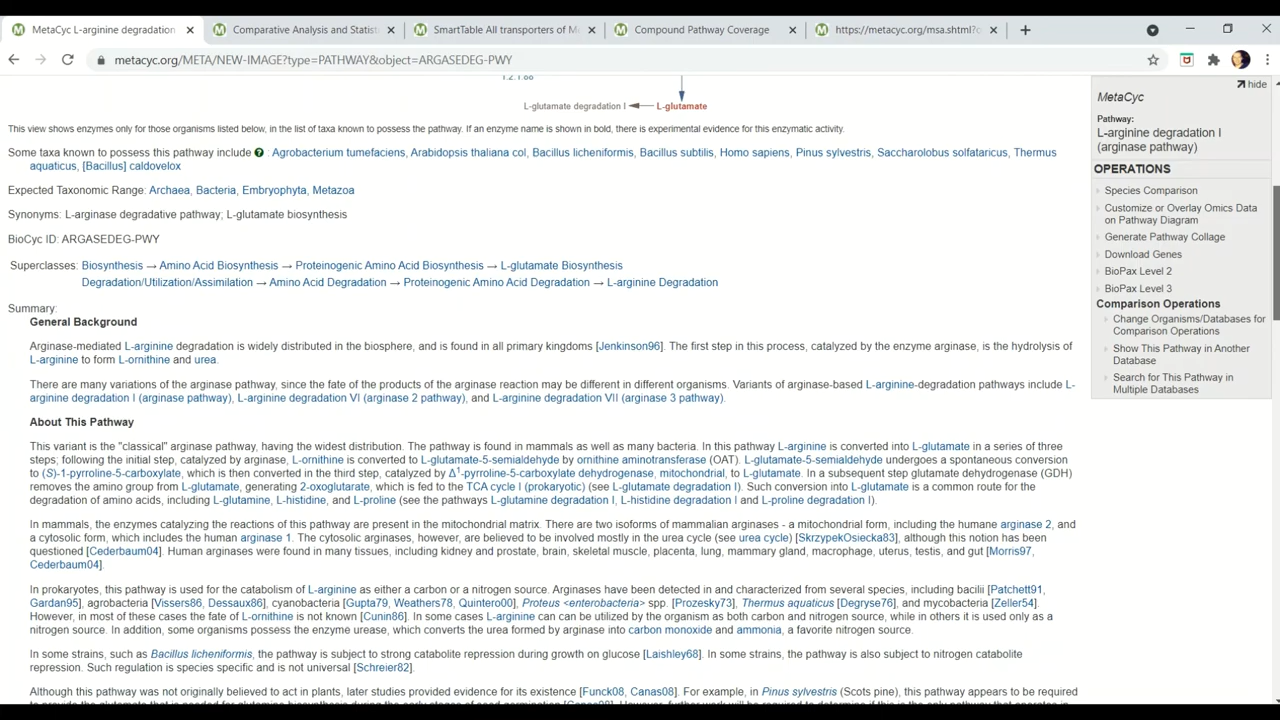 MetaCyc L-arginine degradation
Comparative Analysis and Statist
SmartTable All transporters of M
Compound Pathway Coverage
https://metacyc.org/msa.shtml?c
metacyc.org/META/NEW-IMAGE?type=PATHWAY&object=ARGASEDEG-PWY
1.2.1.88
L-glutamate degradation I
L-glutamate
This view shows enzymes only for those organisms listed below, in the list of taxa known to possess the pathway. If an enzyme name is shown in bold, there is experimental evidence for this enzymatic activity.
Some taxa known to possess this pathway include ? : Agrobacterium tumefaciens, Arabidopsis thaliana col, Bacillus licheniformis, Bacillus subtilis, Homo sapiens, Pinus sylvestris, Saccharolobus solfataricus, Thermus
aquaticus, [Bacillus] caldovelox
Expected Taxonomic Range: Archaea, Bacteria, Embryophyta, Metazoa
Synonyms: L-arginase degradative pathway; L-glutamate biosynthesis
BioCyc ID: ARGASEDEG-PWY
Superclasses: Biosynthesis → Amino Acid Biosynthesis → Proteinogenic Amino Acid Biosynthesis → L-glutamate Biosynthesis
Degradation/Utilization/Assimilation → Amino Acid Degradation → Proteinogenic Amino Acid Degradation → L-arginine Degradation
Summary:
General Background
Arginase-mediated L-arginine degradation is widely distributed in the biosphere, and is found in all primary kingdoms [Jenkinson96]. The first step in this process, catalyzed by the enzyme arginase, is the hydrolysis of
L-arginine to form L-ornithine and urea.
There are many variations of the arginase pathway, since the fate of the products of the arginase reaction may be different in different organisms. Variants of arginase-based L-arginine-degradation pathways include L-
arginine degradation I (arginase pathway), L-arginine degradation VI (arginase 2 pathway), and L-arginine degradation VII (arginase 3 pathway).
About This Pathway
This variant is the "classical" arginase pathway, having the widest distribution. The pathway is found in mammals as well as many bacteria. In this pathway L-arginine is converted into L-glutamate in a series of three
steps; following the initial step, catalyzed by arginase, L-ornithine is converted to L-glutamate-5-semialdehyde by ornithine aminotransferase (OAT). L-glutamate-5-semialdehyde undergoes a spontaneous conversion
to (S)-1-pyrroline-5-carboxylate, which is then converted in the third step, catalyzed by Δ1-pyrroline-5-carboxylate dehydrogenase, mitochondrial, to L-glutamate. In a subsequent step glutamate dehydrogenase (GDH)
removes the amino group from L-glutamate, generating 2-oxoglutarate, which is fed to the TCA cycle I (prokaryotic) (see L-glutamate degradation I). Such conversion into L-glutamate is a common route for the
degradation of amino acids, including L-glutamine, L-histidine, and L-proline (see the pathways L-glutamine degradation I, L-histidine degradation I and L-proline degradation I).
In mammals, the enzymes catalyzing the reactions of this pathway are present in the mitochondrial matrix. There are two isoforms of mammalian arginases - a mitochondrial form, including the humane arginase 2, and
a cytosolic form, which includes the human arginase 1. The cytosolic arginases, however, are believed to be involved mostly in the urea cycle (see urea cycle) [SkrzypekOsiecka83], although this notion has been
questioned [Cederbaum04]. Human arginases were found in many tissues, including kidney and prostate, brain, skeletal muscle, placenta, lung, mammary gland, macrophage, uterus, testis, and gut [Morris97,
Cederbaum04].
In prokaryotes, this pathway is used for the catabolism of L-arginine as either a carbon or a nitrogen source. Arginases have been detected in and characterized from several species, including bacilii [Patchett91,
Gardan95], agrobacteria [Vissers86, Dessaux86], cyanobacteria [Gupta79, Weathers78, Quintero00], Proteus <enterobacteria> spp. [Prozesky73], Thermus aquaticus [Degryse76], and mycobacteria [Zeller54].
However, in most of these cases the fate of L-ornithine is not known [Cunin86]. In some cases L-arginine can can be utilized by the organism as both carbon and nitrogen source, while in others it is used only as a
nitrogen source. In addition, some organisms possess the enzyme urease, which converts the urea formed by arginase into carbon monoxide and ammonia, a favorite nitrogen source.
In some strains, such as Bacillus licheniformis, the pathway is subject to strong catabolite repression during growth on glucose [Laishley68]. In some strains, the pathway is also subject to nitrogen catabolite
repression. Such regulation is species specific and is not universal [Schreier82].
Although this pathway was not originally believed to act in plants, later studies provided evidence for its existence [Funck08, Canas08]. For example, in Pinus sylvestris (Scots pine), this pathway appears to be required
hide
MetaCyc
Pathway:
L-arginine degradation I
(arginase pathway)
OPERATIONS
Species Comparison
Customize or Overlay Omics Data
on Pathway Diagram
Generate Pathway Collage
Download Genes
BioPax Level 2
BioPax Level 3
Comparison Operations
Change Organisms/Databases for
Comparison Operations
Show This Pathway in Another
Database
Search for This Pathway in
Multiple Databases